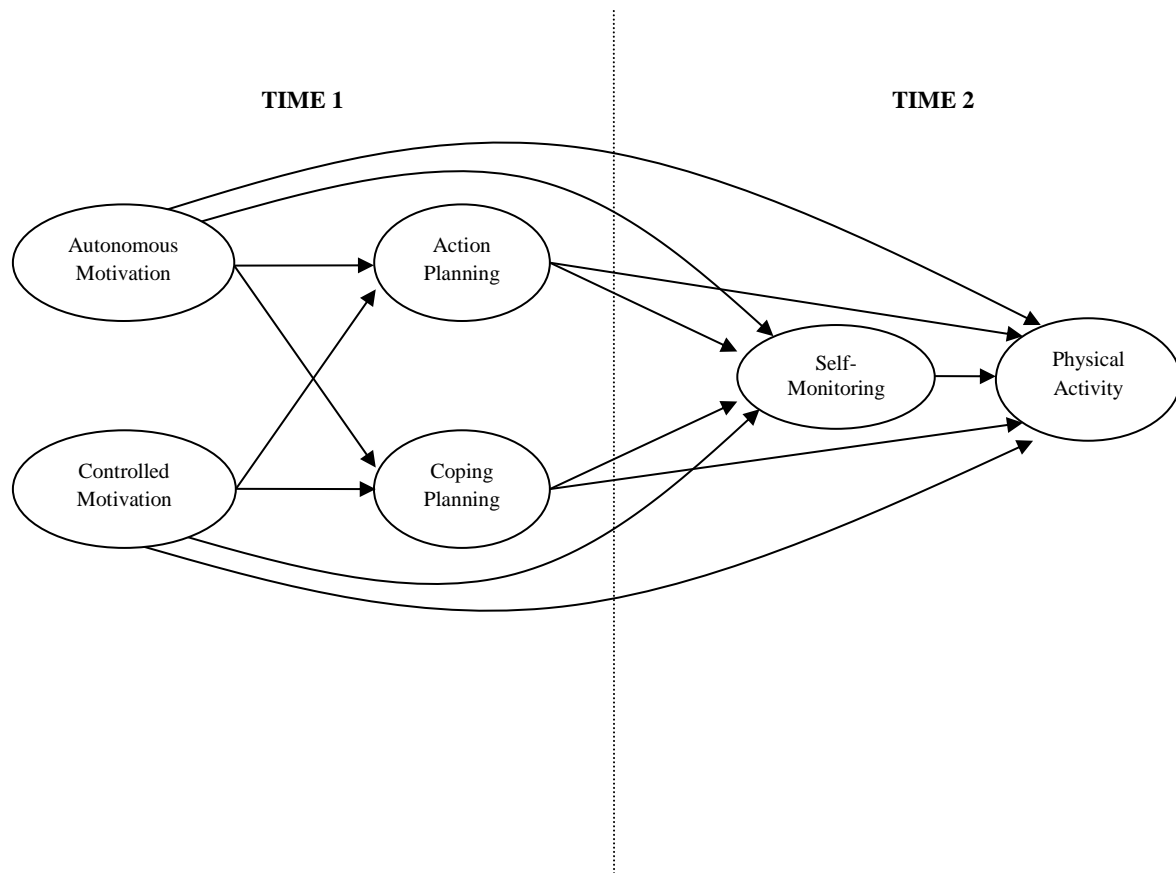 TIME 1
TIME 2
Autonomous
Motivation
Action
Planning
Self-
Monitoring
Physical
Activity
Controlled
Motivation
Coping
Planning